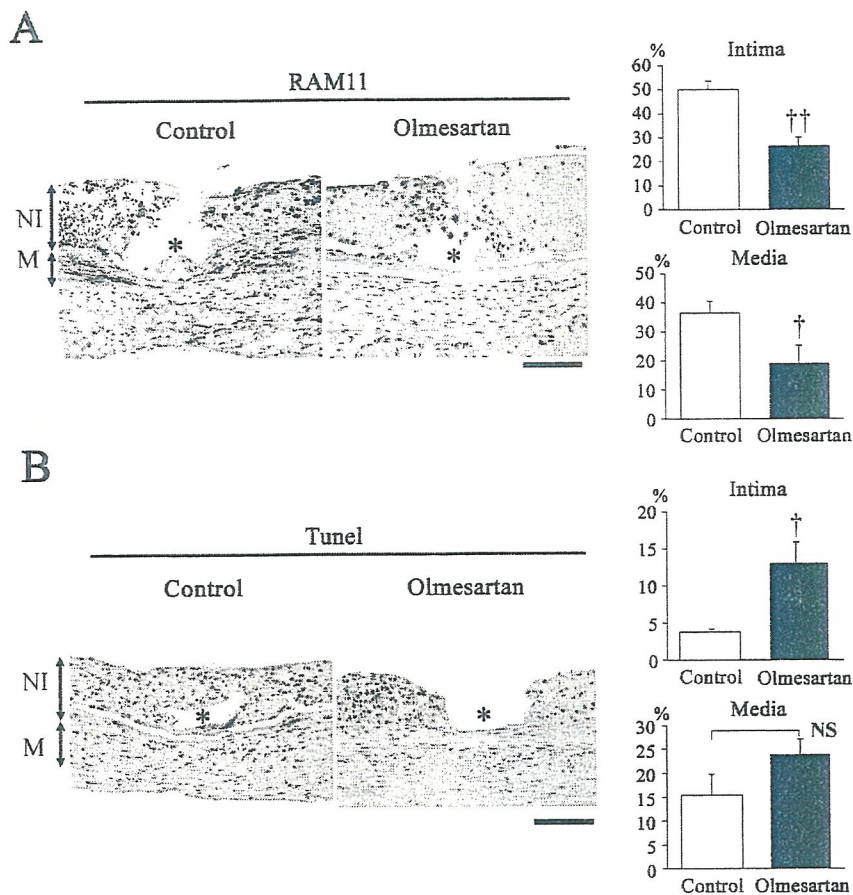 A
RAM11
Control Olmesartan
NI
M
*
*
% Intima
60
50
40
30
20
10
0
††
Control Olmesartan
Media
50
40
30
20
10
0
†
Control Olmesartan
B
Tunel
Control Olmesartan
NI
M
*
*
% Intima
20
15
10
5
0
†
Control Olmesartan
% Media
30
25
20
15
10
5
0
NS
Control Olmesartan